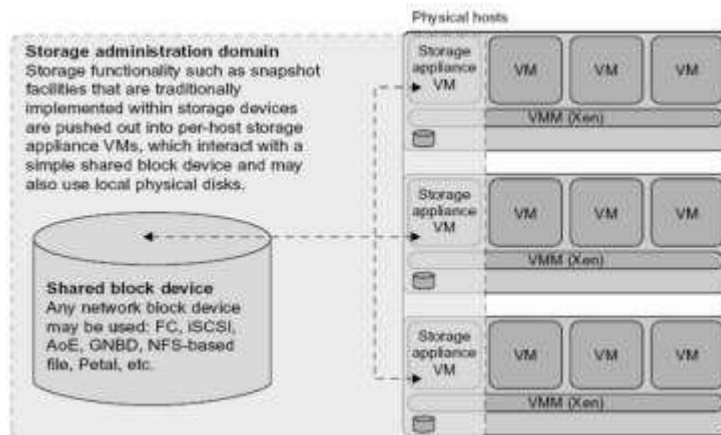 Physical hosts
Storage administration domain
Storage functionality such as snapshot
facilities that are traditionally
implemented within storage devices
are pushed out into per-host storage
appliance VMs, which interact with a
simple shared block device and may
also use local physical disks.
Storage
appliance
VM
VM
VM
VM
VMM (Xen)
Storage
appliance
VM
VM
VM
VM
VMM (Xen)
Shared block device
Any network block device
may be used: FC, iSCSI,
AoE, GNBD, NFS-based
file, Petal, etc.
Storage
appliance
VM
VM
VM
VM
VMM (Xen)